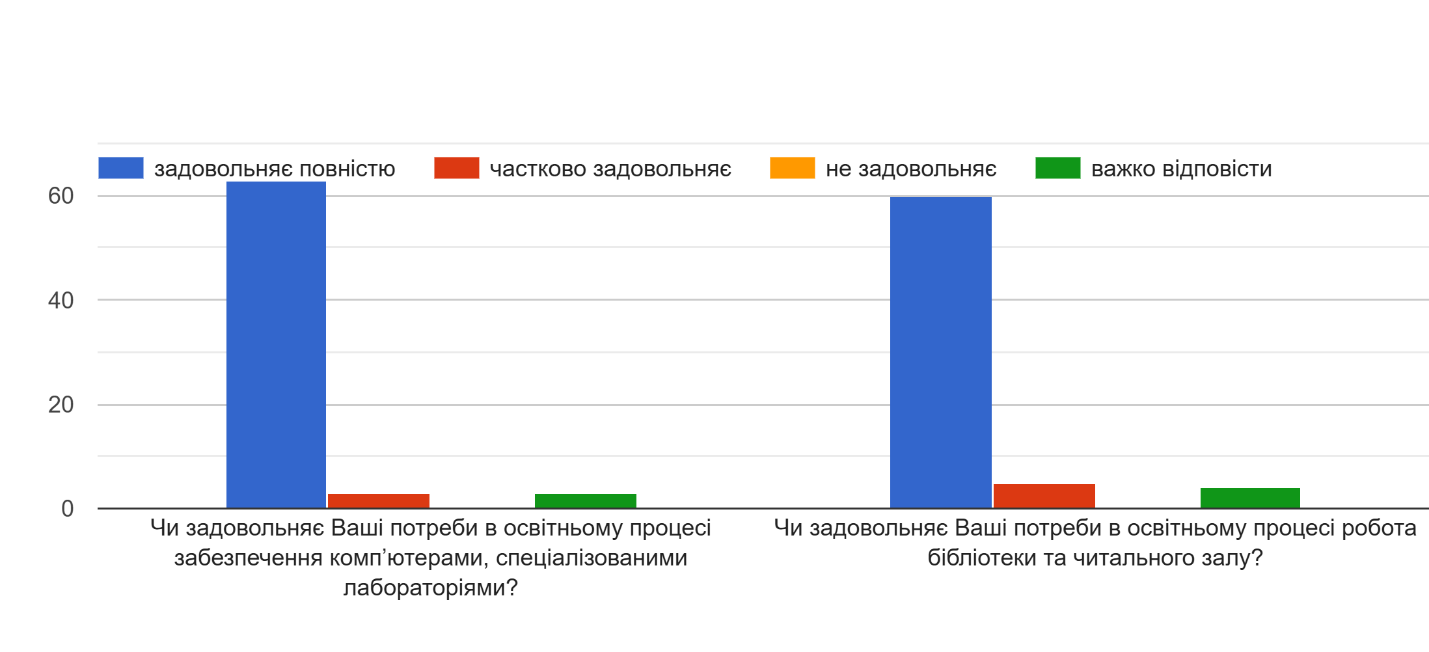 задовольняє повністю частково задовольняє не задовольняє важко відповісти
60
40
20
0
Чи задовольняє Ваші потреби в освітньому процесі
забезпечення комп’ютерами, спеціалізованими
лабораторіями?
Чи задовольняє Ваші потреби в освітньому процесі робота
бібліотеки та читального залу?